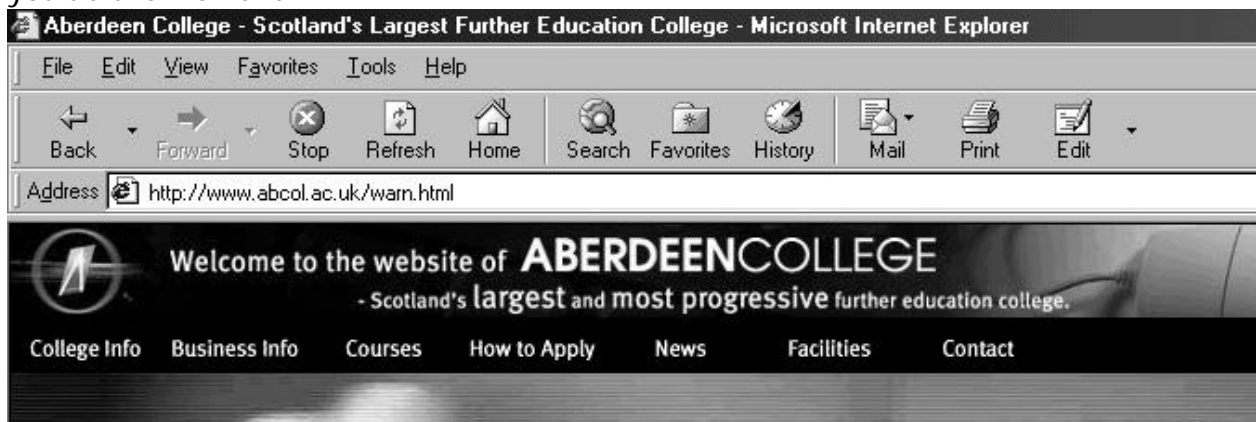 Aberdeen College - Scotland's Largest Further Education College - Microsoft Internet Explorer
File Edit View Favorites Tools Help
Back Forward Stop Refresh Home Search Favorites History Mail Print Edit
Address http://www.abcol.ac.uk/warn.html
Welcome to the website of ABERDEENCOLLEGE
- Scotland's largest and most progressive further education college.
College Info Business Info Courses How to Apply News Facilities Contact